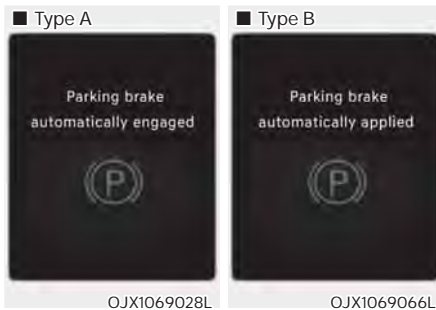 ■ Type A
Parking brake
automatically engaged
P
OJX1069028L
■ Type B
Parking brake
automatically applied
P
OJX1069066L